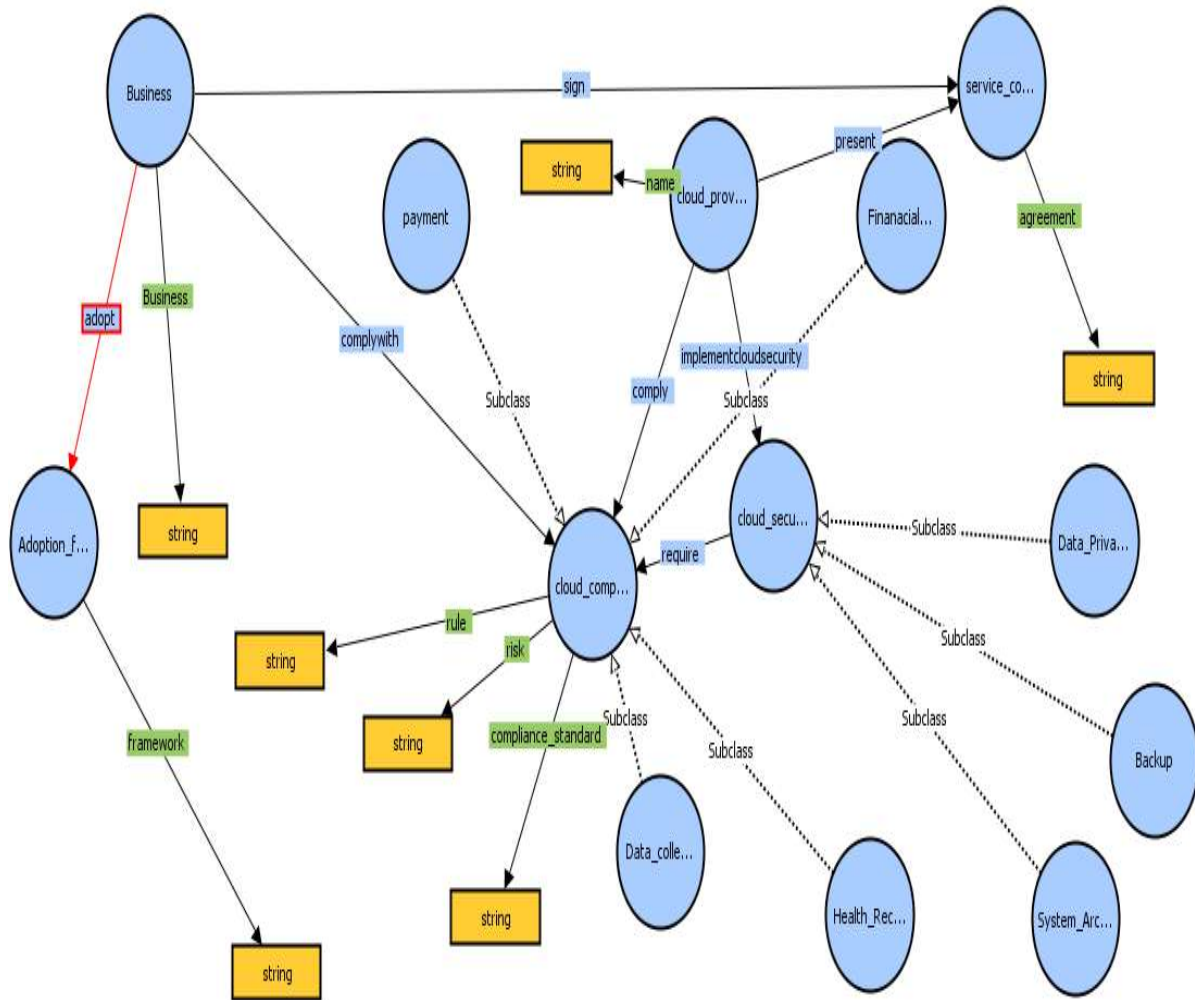 Business
sign
service_co...
present
string
name
cloud_prov...
payment
Finanacial...
agreement
Business
adopt
complywith
implementcloudsecurity
string
comply
Subclass
Subclass
Adoption_f...
string
cloud_secu...
Subclass
Data_Priva...
require
cloud_comp...
rule
string
risk
Subclass
string
compliance_standard
Subclass
Subclass
Subclass
framework
Backup
Data_colle...
string
Health_Rec...
System_Arc...
string